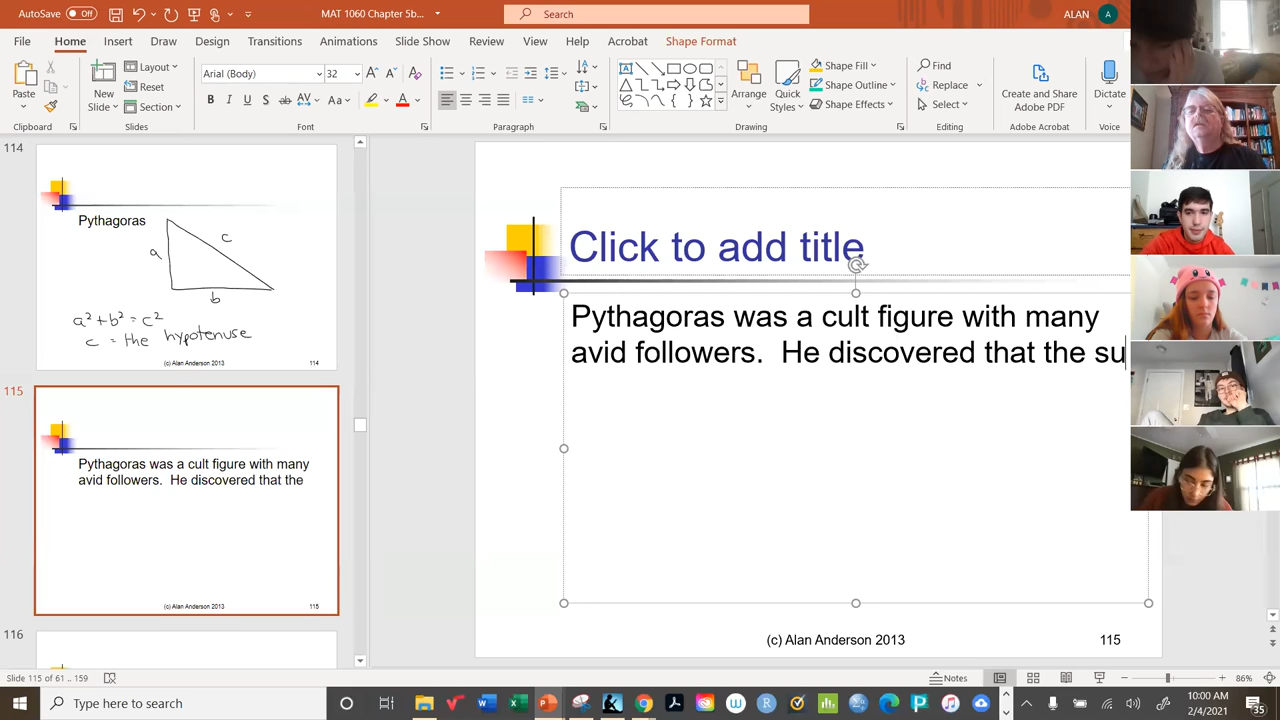 AutoSave Off MAT 1060 Chapter 5b... Search ALAN A
File Home Insert Draw Design Transitions Animations Slide Show Review View Help Acrobat Shape Format
Paste New Slide Layout Reset Section Arial (Body) 32 Arrange Quick Styles Shape Fill Shape Outline Shape Effects Find Replace Select Create and Share Adobe PDF Dictate
Clipboard Slides Font Paragraph Drawing Editing Adobe Acrobat Voice
114
Pythagoras
a
c
b
a² + b² = c²
c = the hypotenuse
(c) Alan Anderson 2013 114
115
Pythagoras was a cult figure with many
avid followers. He discovered that the
(c) Alan Anderson 2013 115
116
Click to add title
Pythagoras was a cult figure with many
avid followers. He discovered that the su
(c) Alan Anderson 2013 115
Slide 115 of 61 .. 159 Notes 86%
Type here to search 10:00 AM
2/4/2021 35